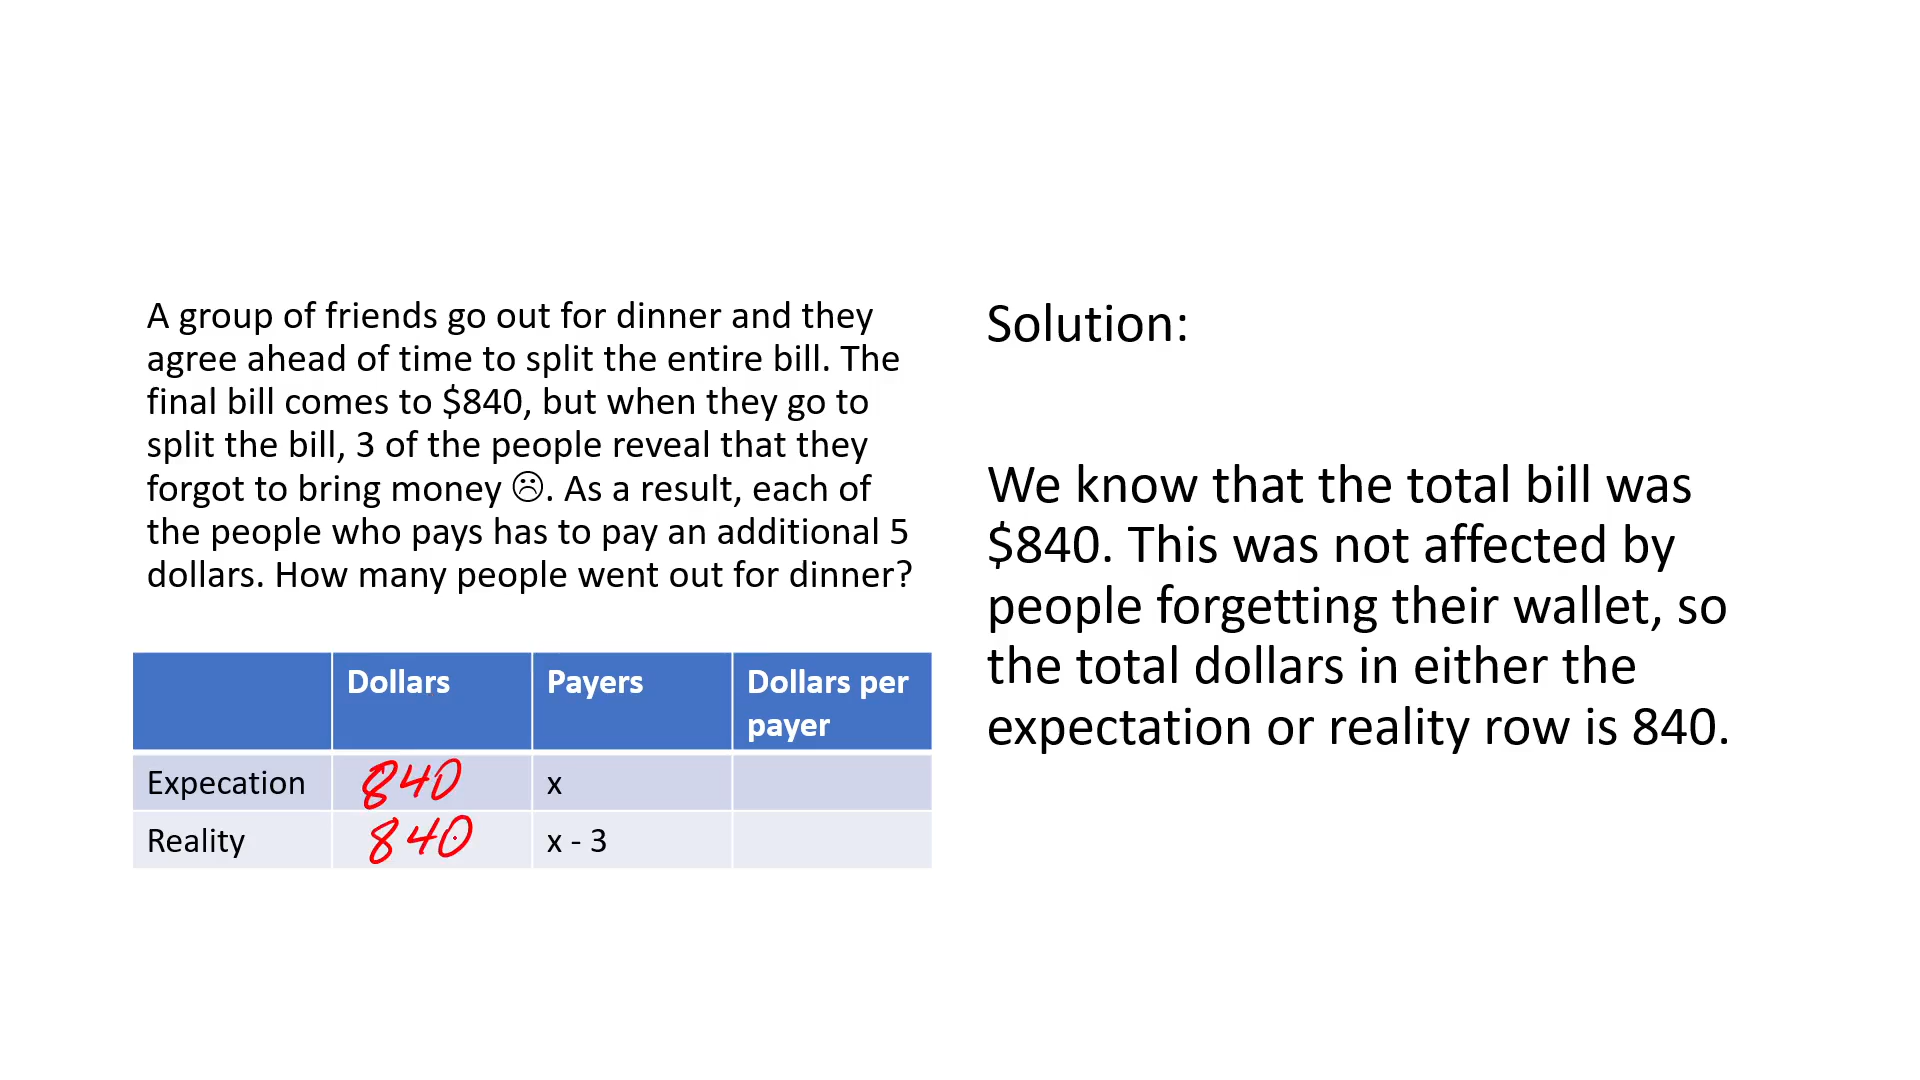 A group of friends go out for dinner and they
agree ahead of time to split the entire bill. The
final bill comes to $840, but when they go to
split the bill, 3 of the people reveal that they
forgot to bring money ☹. As a result, each of
the people who pays has to pay an additional 5
dollars. How many people went out for dinner?
Dollars Payers Dollars per payer
Expecation 840 x
Reality 840 x - 3
Solution:
We know that the total bill was
$840. This was not affected by
people forgetting their wallet, so
the total dollars in either the
expectation or reality row is 840.